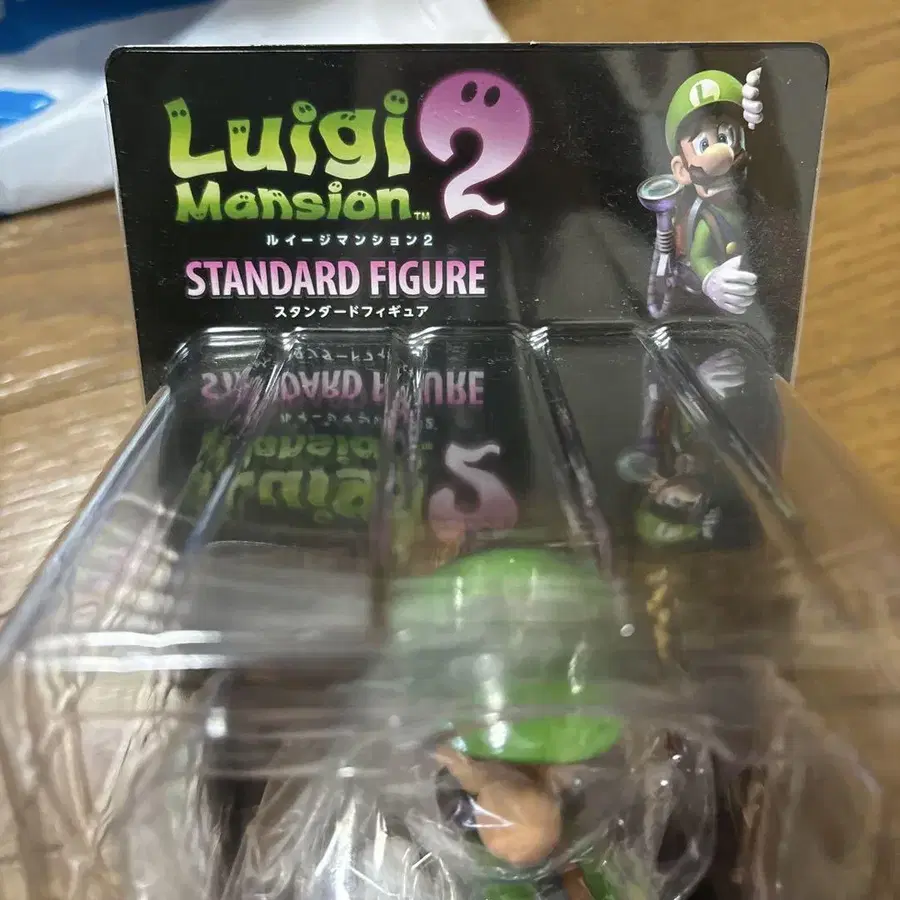 Luigi 2
Mansion™
ルイージマンション2
STANDARD FIGURE
スタンダードフィギュア
L